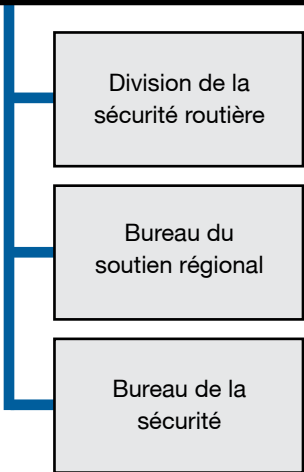 Division de la
sécurité routière
Bureau du
soutien régional
Bureau de la
sécurité